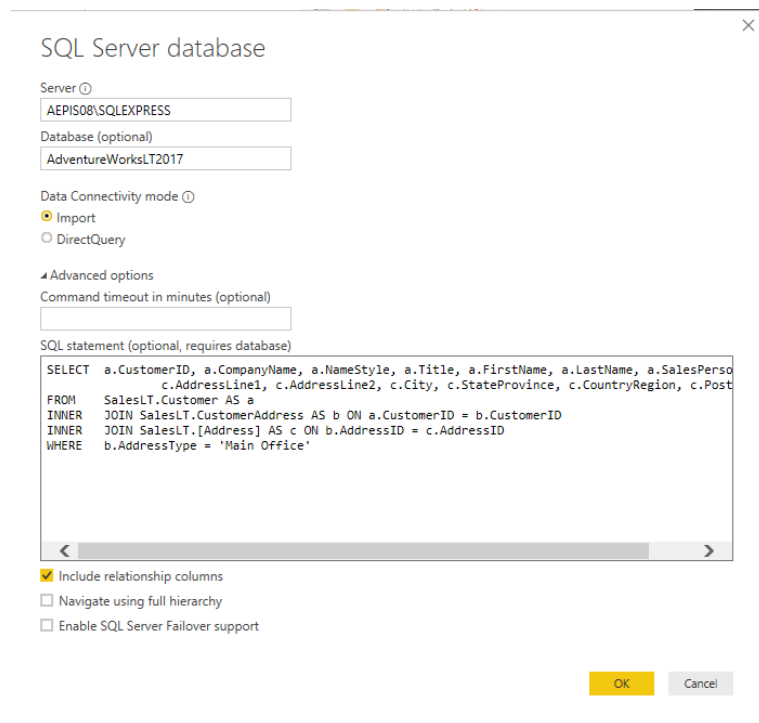 SQL Server database
Server
AEPIS08\SQLEXPRESS
Database (optional)
AdventureWorksLT2017
Data Connectivity mode
Import
DirectQuery
Advanced options
Command timeout in minutes (optional)
SQL statement (optional, requires database)
SELECT a.CustomerID, a.CompanyName, a.NameStyle, a.Title, a.FirstName, a.LastName, a.SalesPerso
c.AddressLine1, c.AddressLine2, c.City, c.StateProvince, c.CountryRegion, c.Post
FROM SalesLT.Customer AS a
INNER JOIN SalesLT.CustomerAddress AS b ON a.CustomerID = b.CustomerID
INNER JOIN SalesLT.[Address] AS c ON b.AddressID = c.AddressID
WHERE b.AddressType = 'Main Office'
Include relationship columns
Navigate using full hierarchy
Enable SQL Server Failover support
OK Cancel